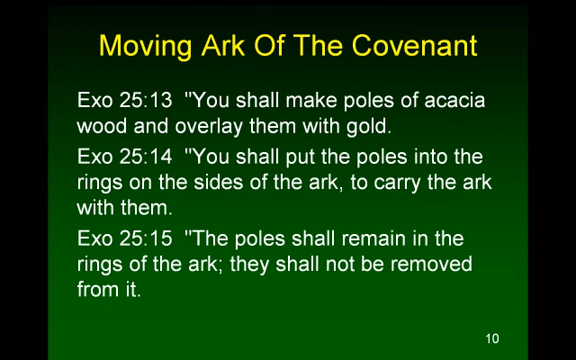 Moving Ark Of The Covenant
Exo 25:13  "You shall make poles of acacia
wood and overlay them with gold.
Exo 25:14  "You shall put the poles into the
rings on the sides of the ark, to carry the ark
with them.
Exo 25:15  "The poles shall remain in the
rings of the ark; they shall not be removed
from it.
10